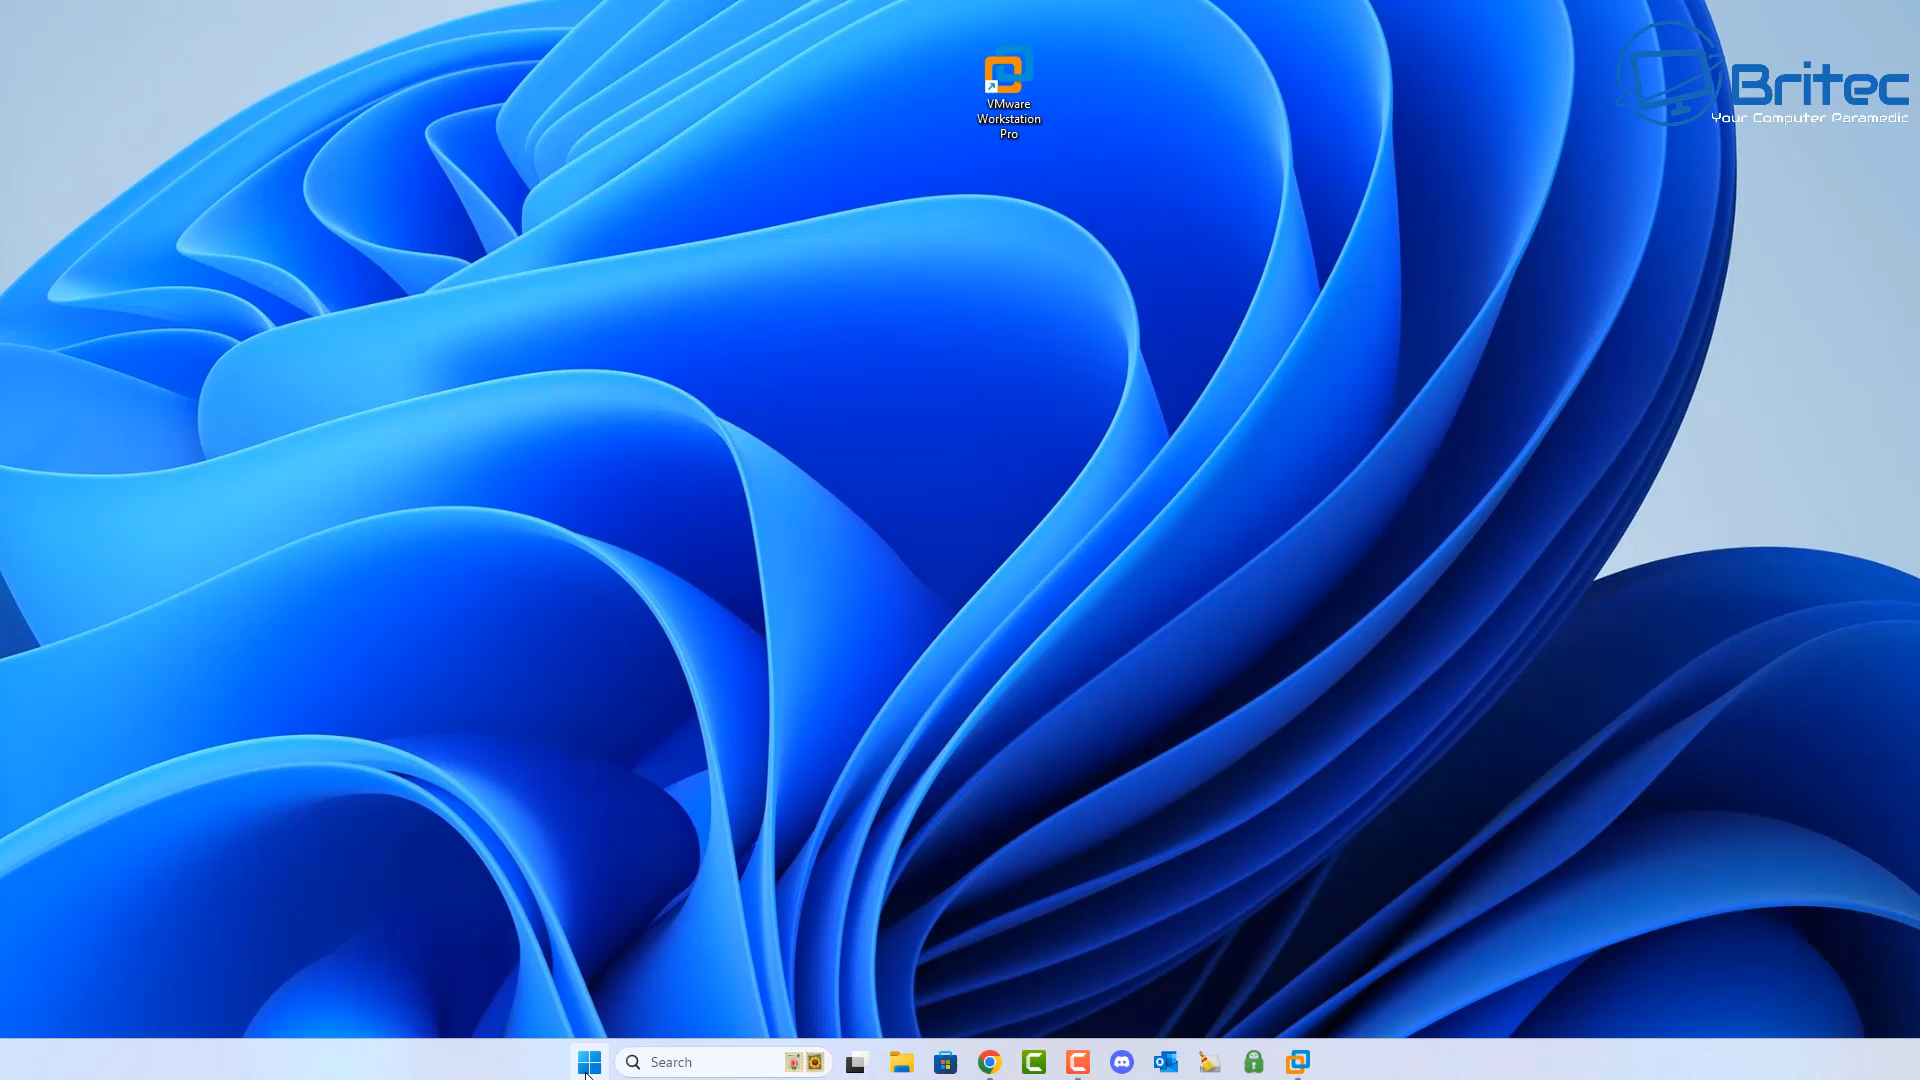 VMware
Workstation
Pro
Britec
Your Computer Paramedic
Search